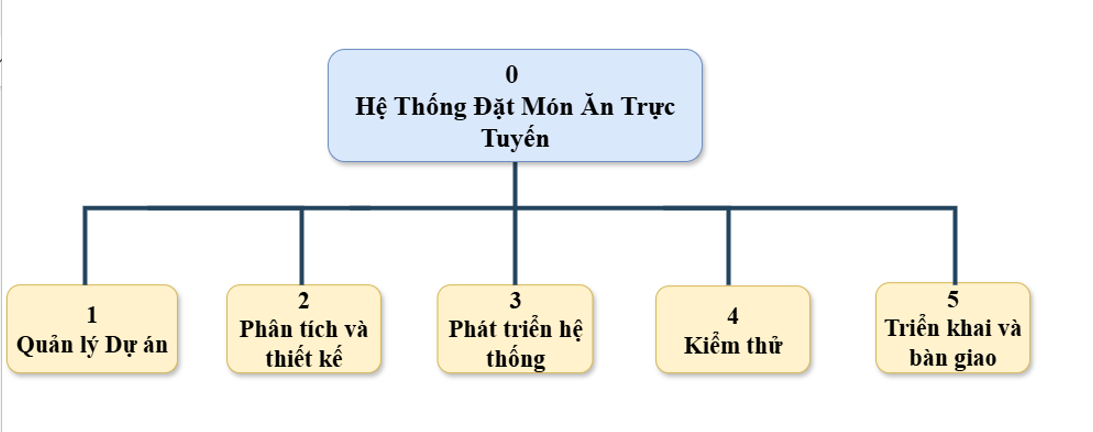 0
Hệ Thống Đặt Món Ăn Trực
Tuyến
1
Quản lý Dự án
2
Phân tích và
thiết kế
3
Phát triển hệ
thống
4
Kiểm thử
5
Triển khai và
bàn giao